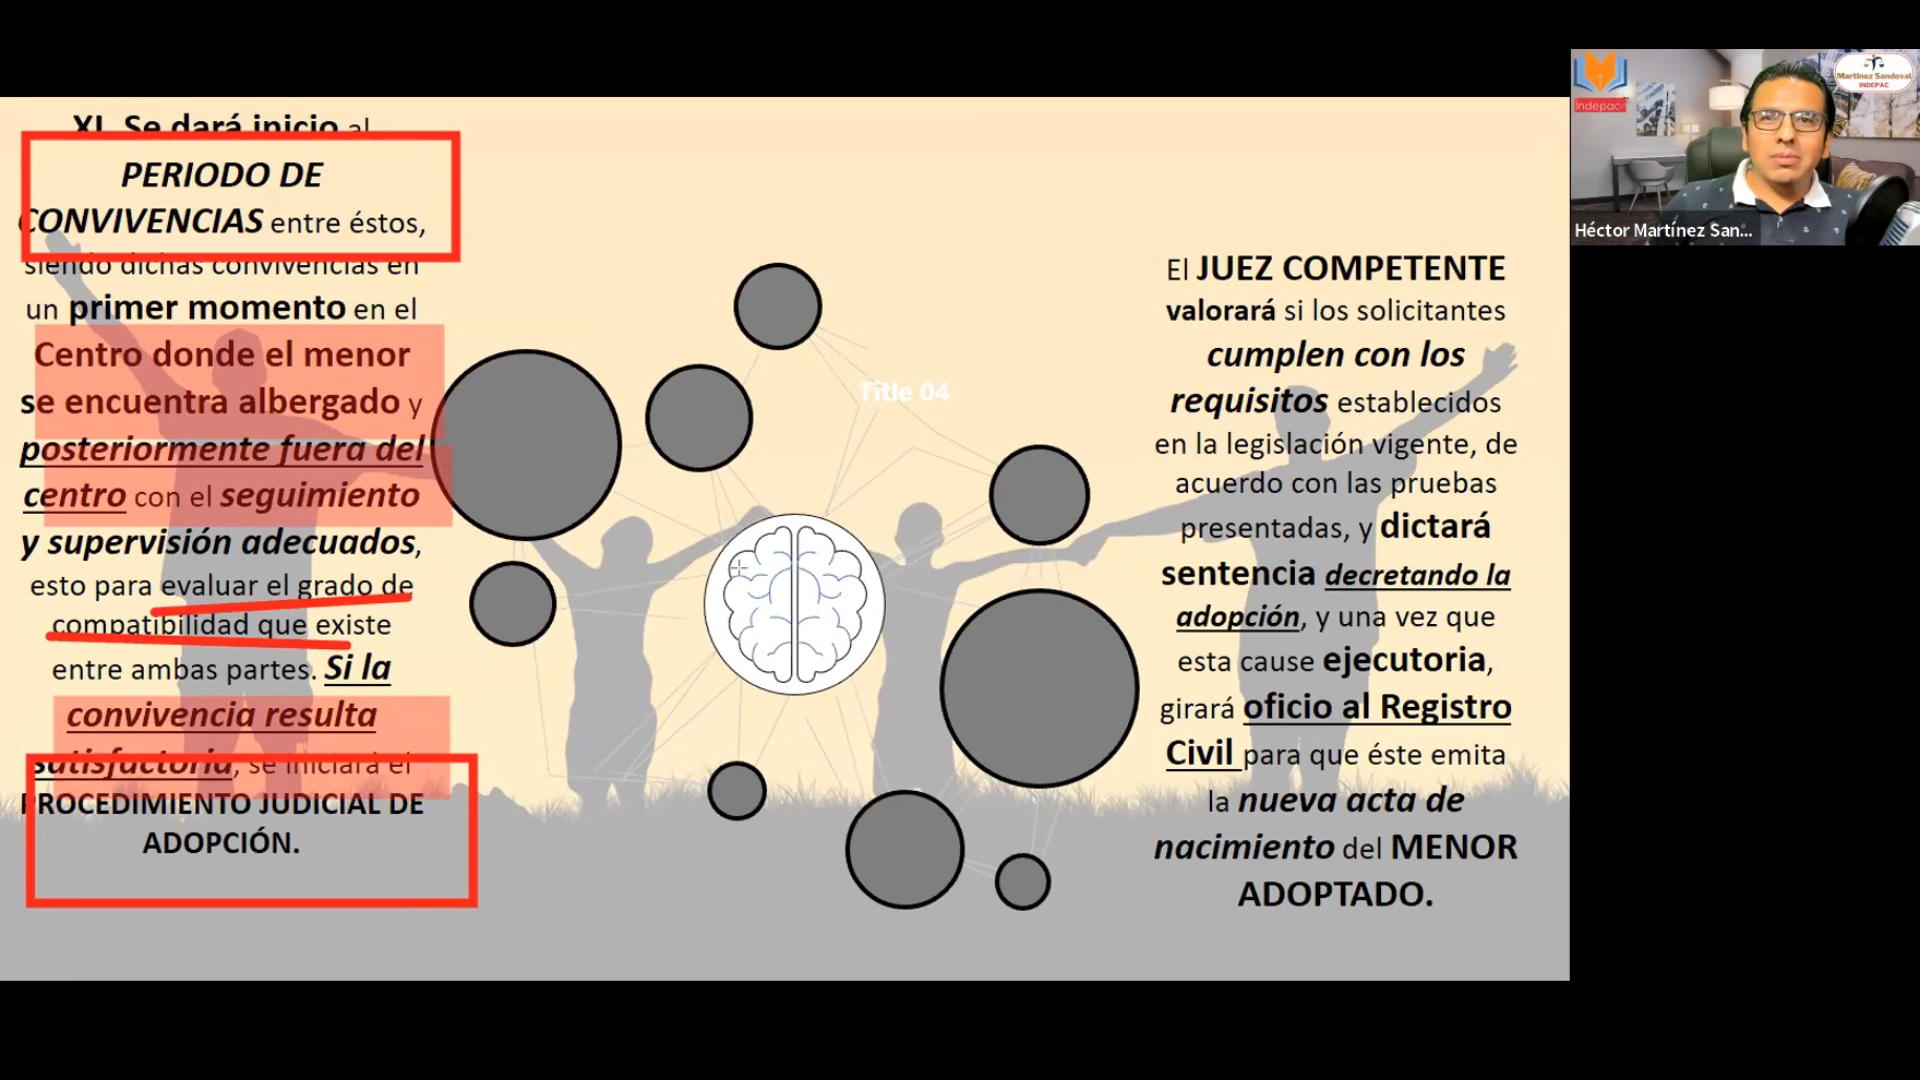 XI. Se dará inicio al
PERIODO DE
CONVIVENCIAS entre éstos,
siendo dichas convivencias en
un primer momento en el
Centro donde el menor
se encuentra albergado y
posteriormente fuera del
centro con el seguimiento
y supervisión adecuados,
esto para evaluar el grado de
compatibilidad que existe
entre ambas partes. Si la
convivencia resulta
satisfactoria, se iniciará el
PROCEDIMIENTO JUDICIAL DE
ADOPCIÓN.
Title 04
El JUEZ COMPETENTE
valorará si los solicitantes
cumplen con los
requisitos establecidos
en la legislación vigente, de
acuerdo con las pruebas
presentadas, y dictará
sentencia decretando la
adopción, y una vez que
esta cause ejecutoria,
girará oficio al Registro
Civil para que éste emita
la nueva acta de
nacimiento del MENOR
ADOPTADO.
Indepac
Martínez Sandoval
INDEPAC
Héctor Martínez San...